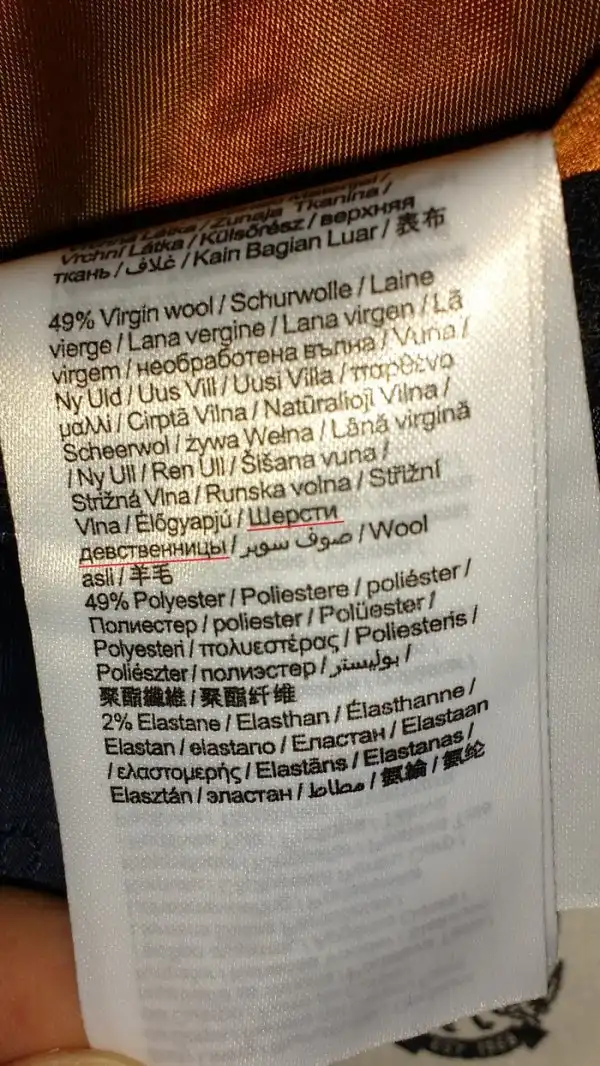 Vrchní Látka / Zunaja Tkanina /
Vrchní Látka / Külsőrész / верхняя
ткань / غلاف / Kain Bagian Luar / 表布
49% Virgin wool / Schurwolle / Laine
vierge / Lana vergine / Lana virgen / Lã
virgem / необработена вълна / Vuna /
Ny Uld / Uus Vill / Uusi Villa / παρθένο
μαλλί / Cirptā Vilna / Natūralioji Vilna /
Scheerwol / żywa Wełna / Lână virgină
/ Ny Ull / Ren Ull / Šišana vuna /
Strižná Vlna / Runska volna / Střižní
Vlna / Élőgyapjú / Шерсти
девственницы / صوف سوبر / Wool
asli / 羊毛
49% Polyester / Poliestere / poliéster /
Полиестер / poliester / Polüester /
Polyesteri / πολυεστέρας / Poliesteris /
Poliészter / полиэстер / بوليستر /
聚酯纖維 / 聚酯纤维
2% Elastane / Elasthan / Élasthanne /
Elastan / elastano / Еластан / Elastaan
/ ελαστομερής / Elastāns / Elastanas /
Elasztán / эластан / مطاط / 氨綸 / 氨纶